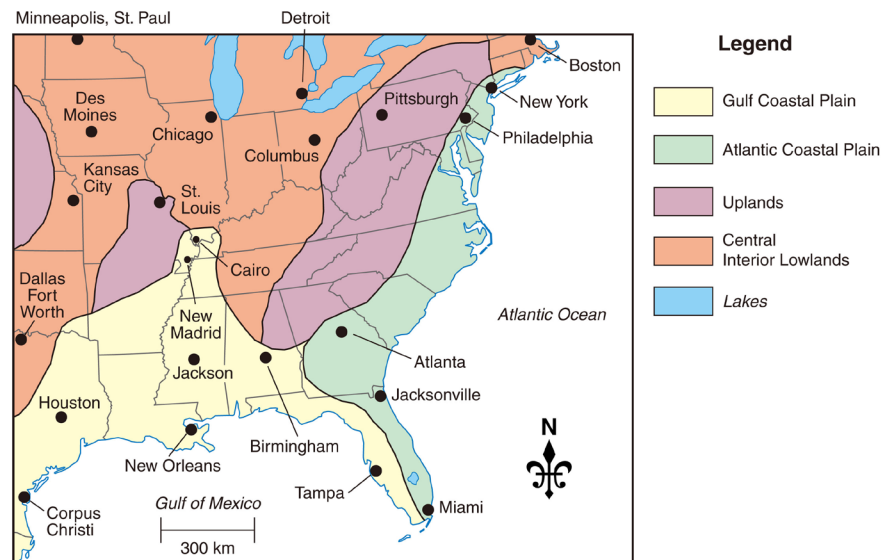 Minneapolis, St. Paul
Detroit
Boston
Des
Moines
Chicago
Pittsburgh
New York
Philadelphia
Columbus
Kansas
City
St.
Louis
Cairo
Dallas
Fort
Worth
New
Madrid
Atlantic Ocean
Atlanta
Jackson
Jacksonville
Houston
Birmingham
New Orleans
Tampa
Gulf of Mexico
Miami
Corpus
Christi
300 km
N
Legend
Gulf Coastal Plain
Atlantic Coastal Plain
Uplands
Central
Interior Lowlands
Lakes